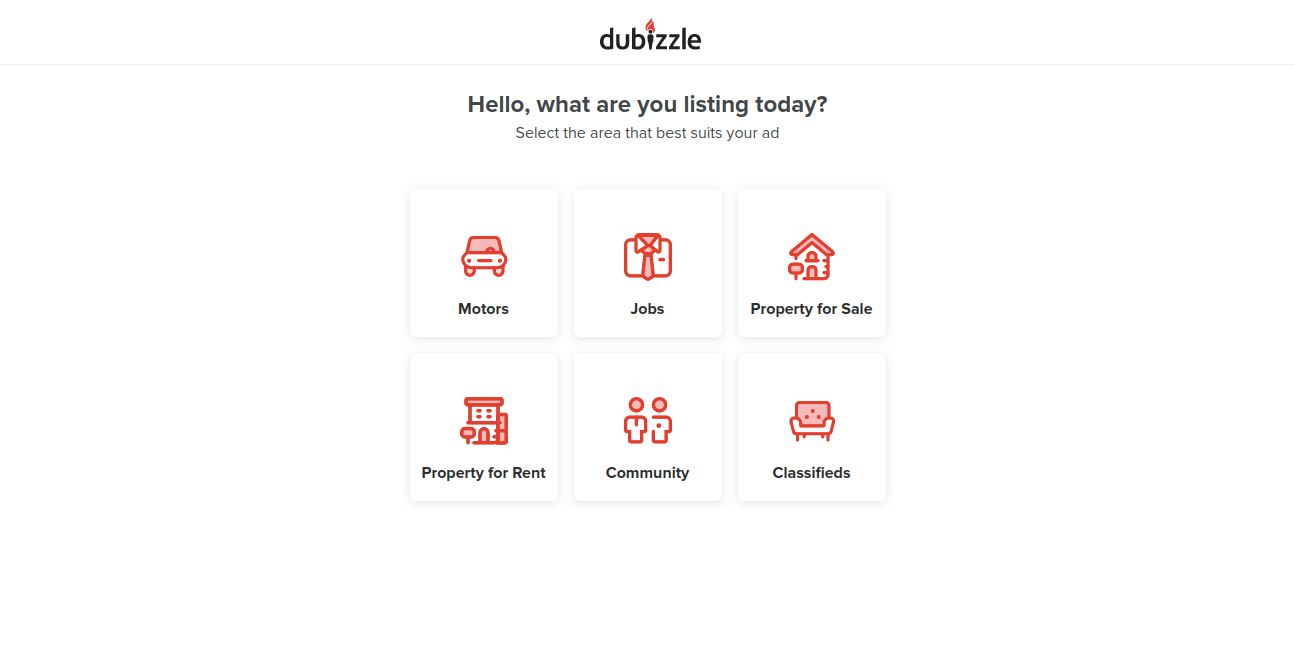 dubizzle
Hello, what are you listing today?
Select the area that best suits your ad
Motors
Jobs
Property for Sale
Property for Rent
Community
Classifieds